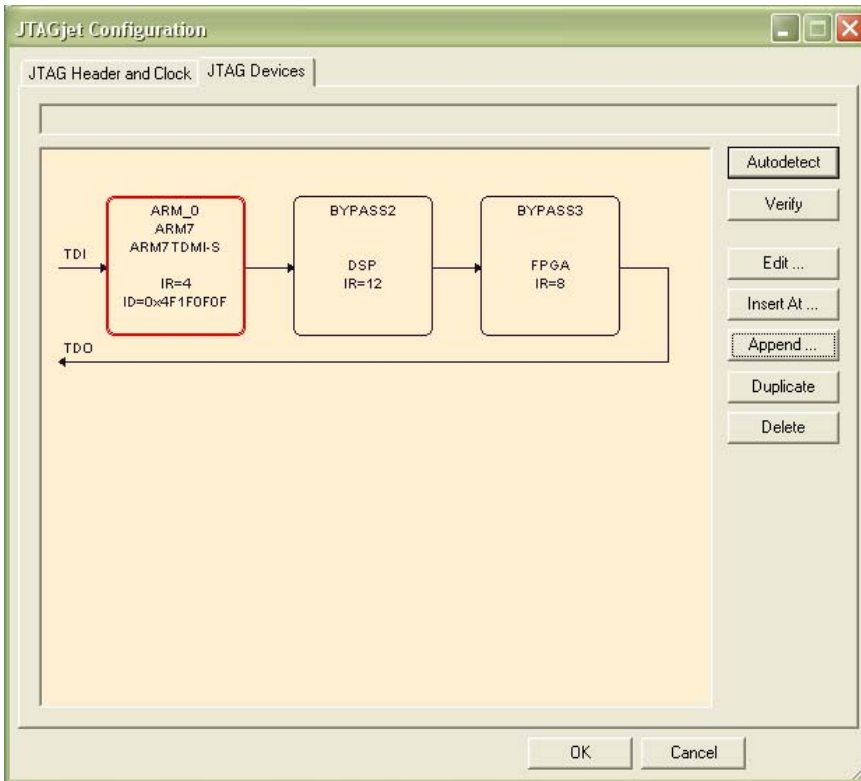 JTAGjet Configuration
JTAG Header and Clock
JTAG Devices
Autodetect
Verify
Edit ...
Insert At ...
Append ...
Duplicate
Delete
TDI
ARM_0
ARM7
ARM7TDMI-S
IR=4
ID=0x4F1F0F0F
BYPASS2
DSP
IR=12
BYPASS3
FPGA
IR=8
TDO
OK
Cancel